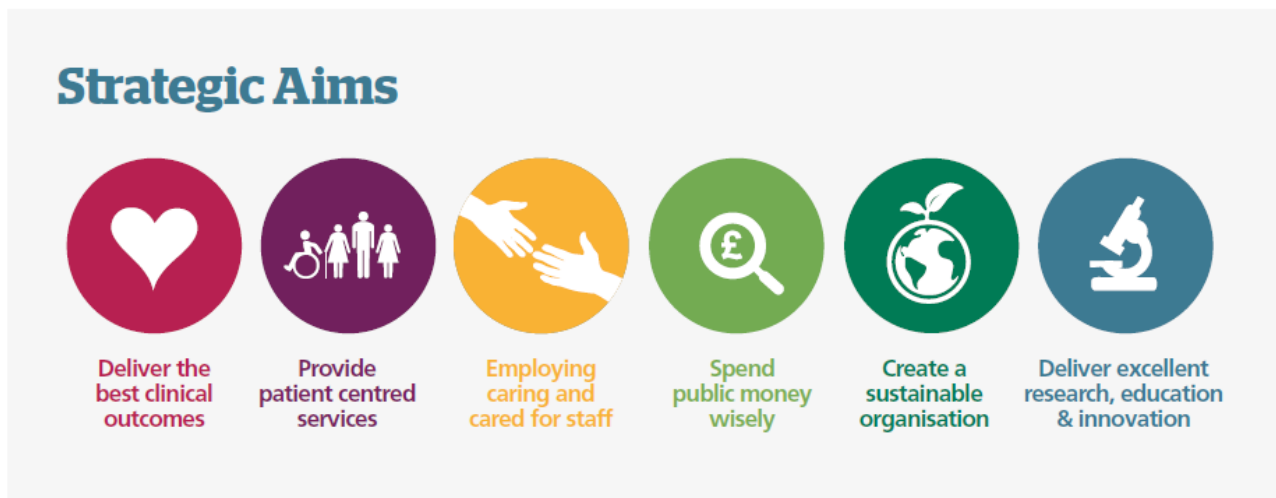 Strategic Aims
£
Deliver the
best clinical
outcomes
Provide
patient centred
services
Employing
caring and
cared for staff
Spend
public money
wisely
Create a
sustainable
organisation
Deliver excellent
research, education
& innovation